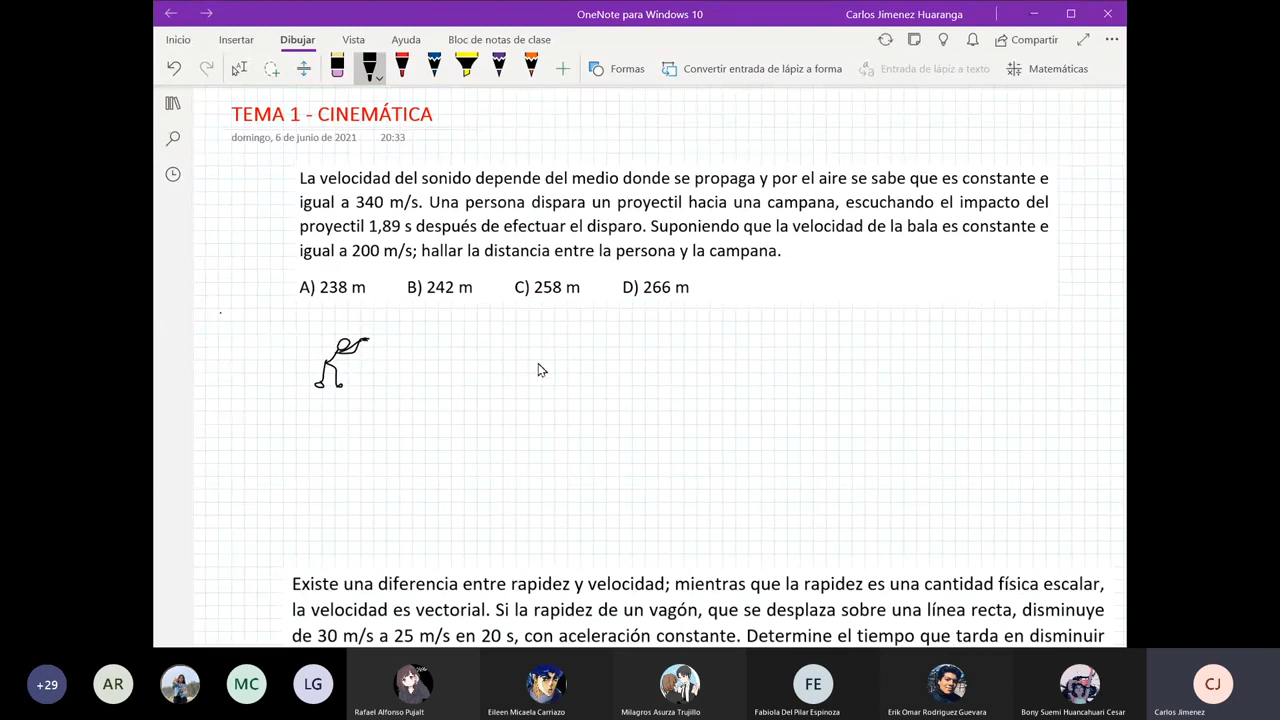 OneNote para Windows 10
Carlos Jimenez Huaranga
Inicio Insertar Dibujar Vista Ayuda Bloc de notas de clase Compartir
Formas Convertir entrada de lápiz a forma Entrada de lápiz a texto Matemáticas
TEMA 1 - CINEMÁTICA
domingo, 6 de junio de 2021 20:33
La velocidad del sonido depende del medio donde se propaga y por el aire se sabe que es constante e
igual a 340 m/s. Una persona dispara un proyectil hacia una campana, escuchando el impacto del
proyectil 1,89 s después de efectuar el disparo. Suponiendo que la velocidad de la bala es constante e
igual a 200 m/s; hallar la distancia entre la persona y la campana.
A) 238 m B) 242 m C) 258 m D) 266 m
Existe una diferencia entre rapidez y velocidad; mientras que la rapidez es una cantidad física escalar,
la velocidad es vectorial. Si la rapidez de un vagón, que se desplaza sobre una línea recta, disminuye
de 30 m/s a 25 m/s en 20 s, con aceleración constante. Determine el tiempo que tarda en disminuir
+29 AR MC LG FE CJ
Rafael Alfonso Pujalt Eileen Micaela Carriazo Milagros Asurza Trujillo Fabiola Del Pilar Espinoza Erik Omar Rodriguez Guevara Bony Suemi Huancahuari Cesar Carlos Jimenez